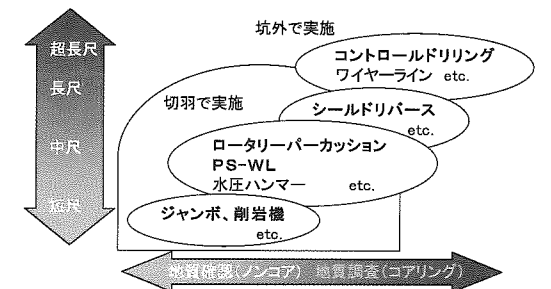 坑外で実施
超長尺
コントロールドリリング
ワイヤーライン etc.
長尺
切羽で実施
シールドリバース
etc.
中尺
ロータリーパーカッション
PS-WL
水圧ハンマー etc.
短尺
ジャンボ、削岩機
etc.
地質確認(ノンコア) 地質調査(コアリング)